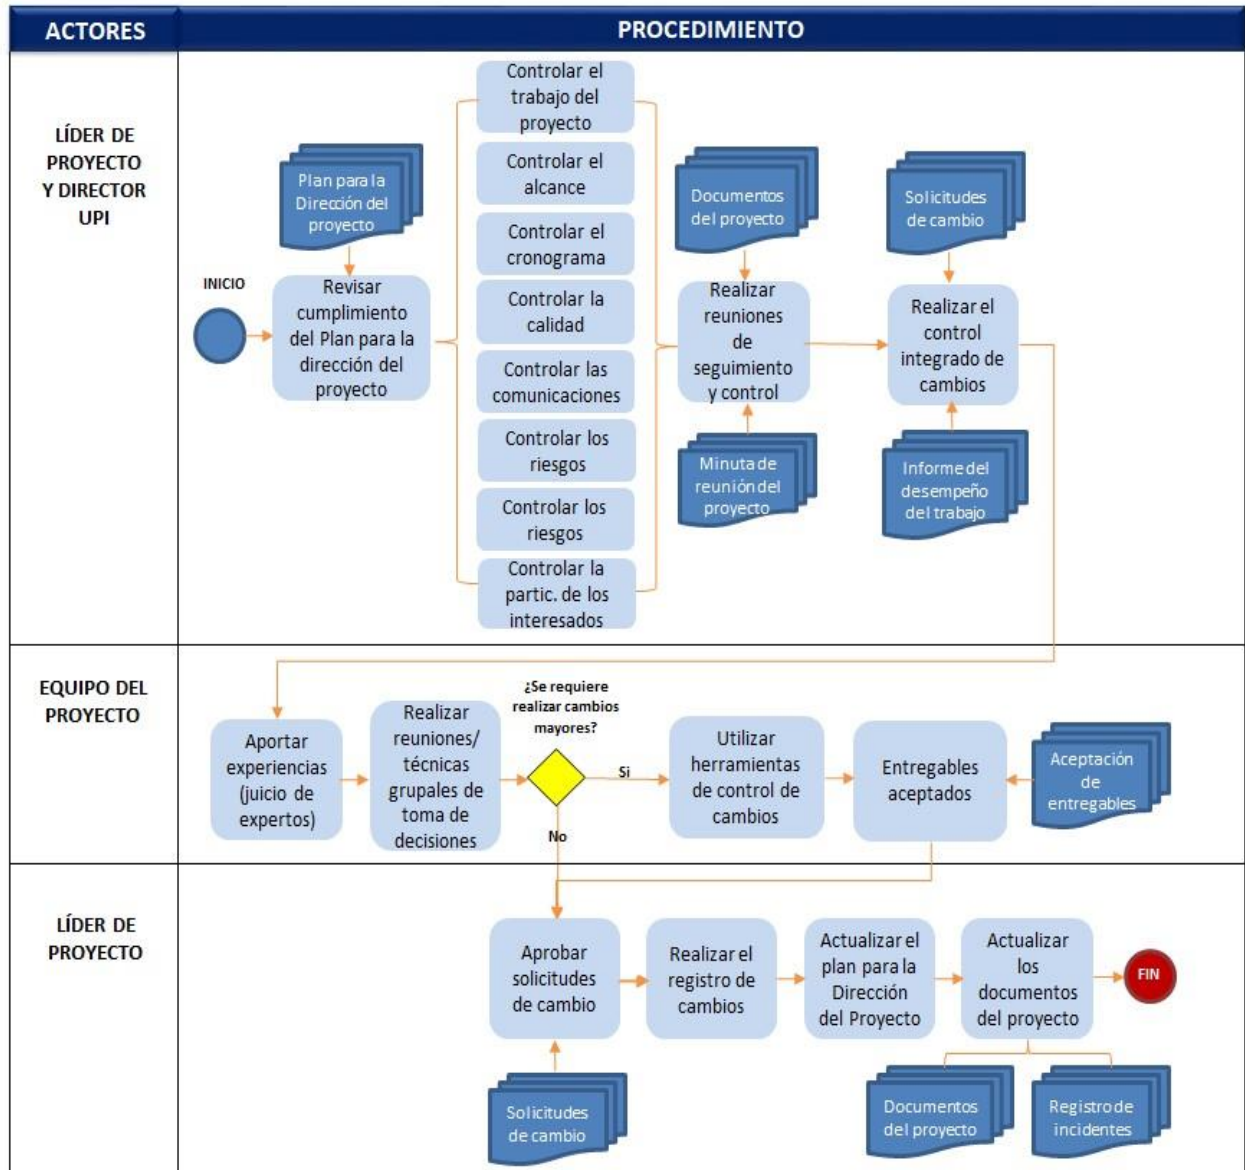 ACTORES
PROCEDIMIENTO
LÍDER DE
PROYECTO
Y DIRECTOR
UPI
INICIO
Plan para la
Dirección del
proyecto
Revisar
cumplimiento
del Plan para la
dirección del
proyecto
Controlar el
trabajo del
proyecto
Controlar el
alcance
Controlar el
cronograma
Controlar la
calidad
Controlar las
comunicaciones
Controlar los
riesgos
Controlar los
riesgos
Controlar la
partic. de los
interesados
Documentos
del proyecto
Realizar
reuniones
de
seguimiento
y control
Minuta de
reunión del
proyecto
Solicitudes
de cambio
Realizar el
control
integrado de
cambios
Informe del
desempeño
del trabajo
EQUIPO DEL
PROYECTO
Aportar
experiencias
(juicio de
expertos)
Realizar
reuniones/
técnicas
grupales de
toma de
decisiones
¿Se requiere
realizar cambios
mayores?
Si
No
Utilizar
herramientas
de control de
cambios
Entregables
aceptados
Aceptación
de
entregables
LÍDER DE
PROYECTO
Aprobar
solicitudes
de cambio
Realizar el
registro de
cambios
Actualizar el
plan para la
Dirección
del Proyecto
Actualizar
los
documentos
del proyecto
FIN
Solicitudes
de cambio
Documentos
del proyecto
Registro de
incidentes